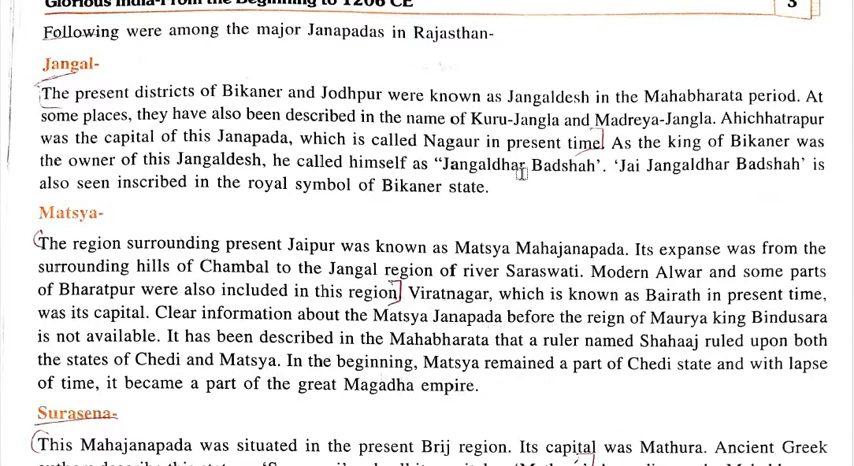 Glorious India-From the Beginning to 1206 CE
3
Following were among the major Janapadas in Rajasthan-
Jangal-
The present districts of Bikaner and Jodhpur were known as Jangaldesh in the Mahabharata period. At
some places, they have also been described in the name of Kuru-Jangla and Madreya-Jangla. Ahichhatrapur
was the capital of this Janapada, which is called Nagaur in present time. As the king of Bikaner was
the owner of this Jangaldesh, he called himself as “Jangaldhar Badshah’. ‘Jai Jangaldhar Badshah’ is
also seen inscribed in the royal symbol of Bikaner state.
Matsya-
The region surrounding present Jaipur was known as Matsya Mahajanapada. Its expanse was from the
surrounding hills of Chambal to the Jangal region of river Saraswati. Modern Alwar and some parts
of Bharatpur were also included in this region. Viratnagar, which is known as Bairath in present time,
was its capital. Clear information about the Matsya Janapada before the reign of Maurya king Bindusara
is not available. It has been described in the Mahabharata that a ruler named Shahaaj ruled upon both
the states of Chedi and Matsya. In the beginning, Matsya remained a part of Chedi state and with lapse
of time, it became a part of the great Magadha empire.
Surasena-
This Mahajanapada was situated in the present Brij region. Its capital was Mathura. Ancient Greek